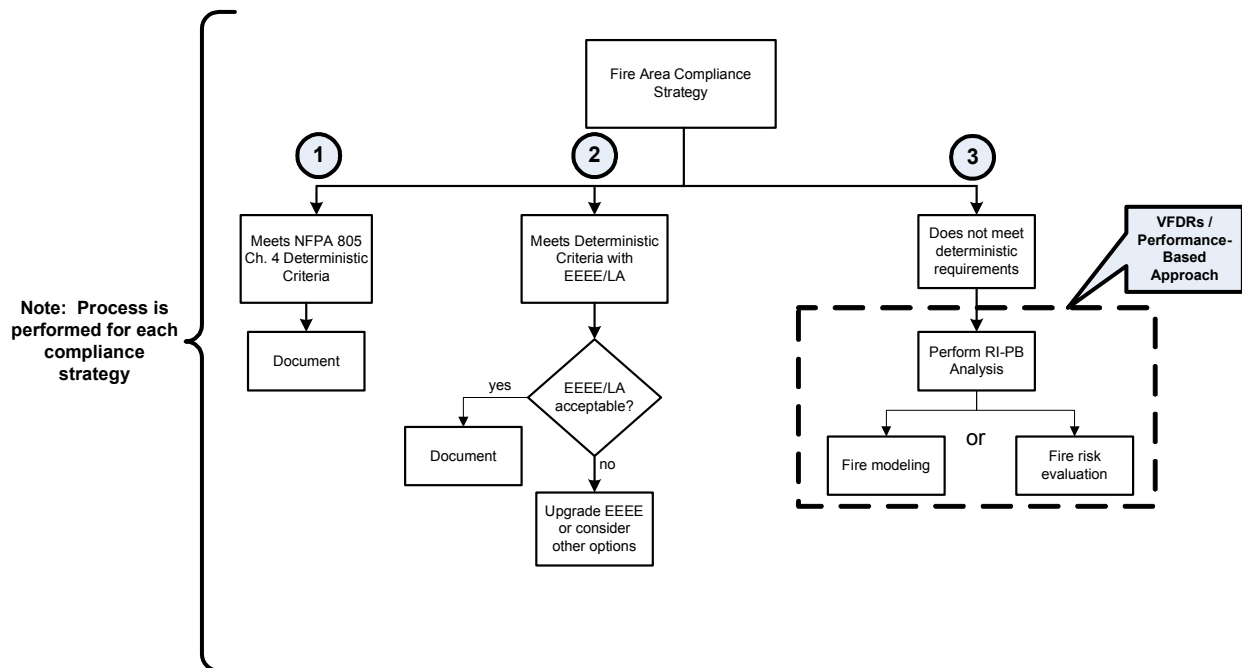 Fire Area Compliance
Strategy
1
2
3
Meets NFPA 805
Ch. 4 Deterministic
Criteria
Meets Deterministic
Criteria with
EEEE/LA
Does not meet
deterministic
requirements
VFDRs /
Performance-
Based
Approach
Note:  Process is
performed for each
compliance
strategy
Document
yes
EEEE/LA
acceptable?
Document
no
Upgrade EEEE
or consider
other options
Perform RI-PB
Analysis
or
Fire modeling
Fire risk
evaluation